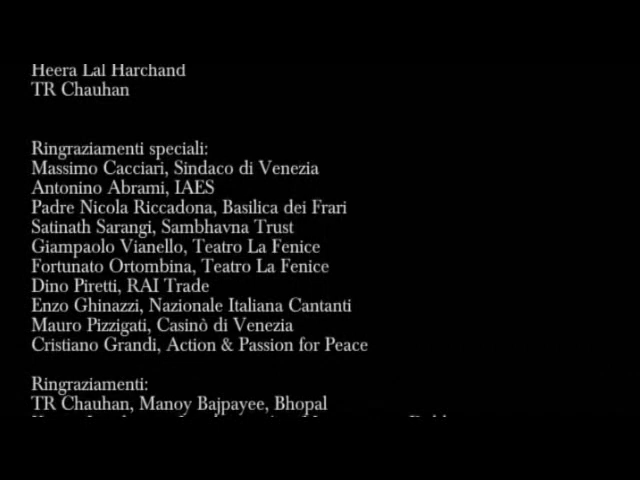 Heera Lal Harchand
TR Chauhan
Ringraziamenti speciali:
Massimo Cacciari, Sindaco di Venezia
Antonino Abrami, IAES
Padre Nicola Riccadona, Basilica dei Frari
Satinath Sarangi, Sambhavna Trust
Giampaolo Vianello, Teatro La Fenice
Fortunato Ortombina, Teatro La Fenice
Dino Piretti, RAI Trade
Enzo Ghinazzi, Nazionale Italiana Cantanti
Mauro Pizzigati, Casinò di Venezia
Cristiano Grandi, Action & Passion for Peace
Ringraziamenti:
TR Chauhan, Manoy Bajpayee, Bhopal